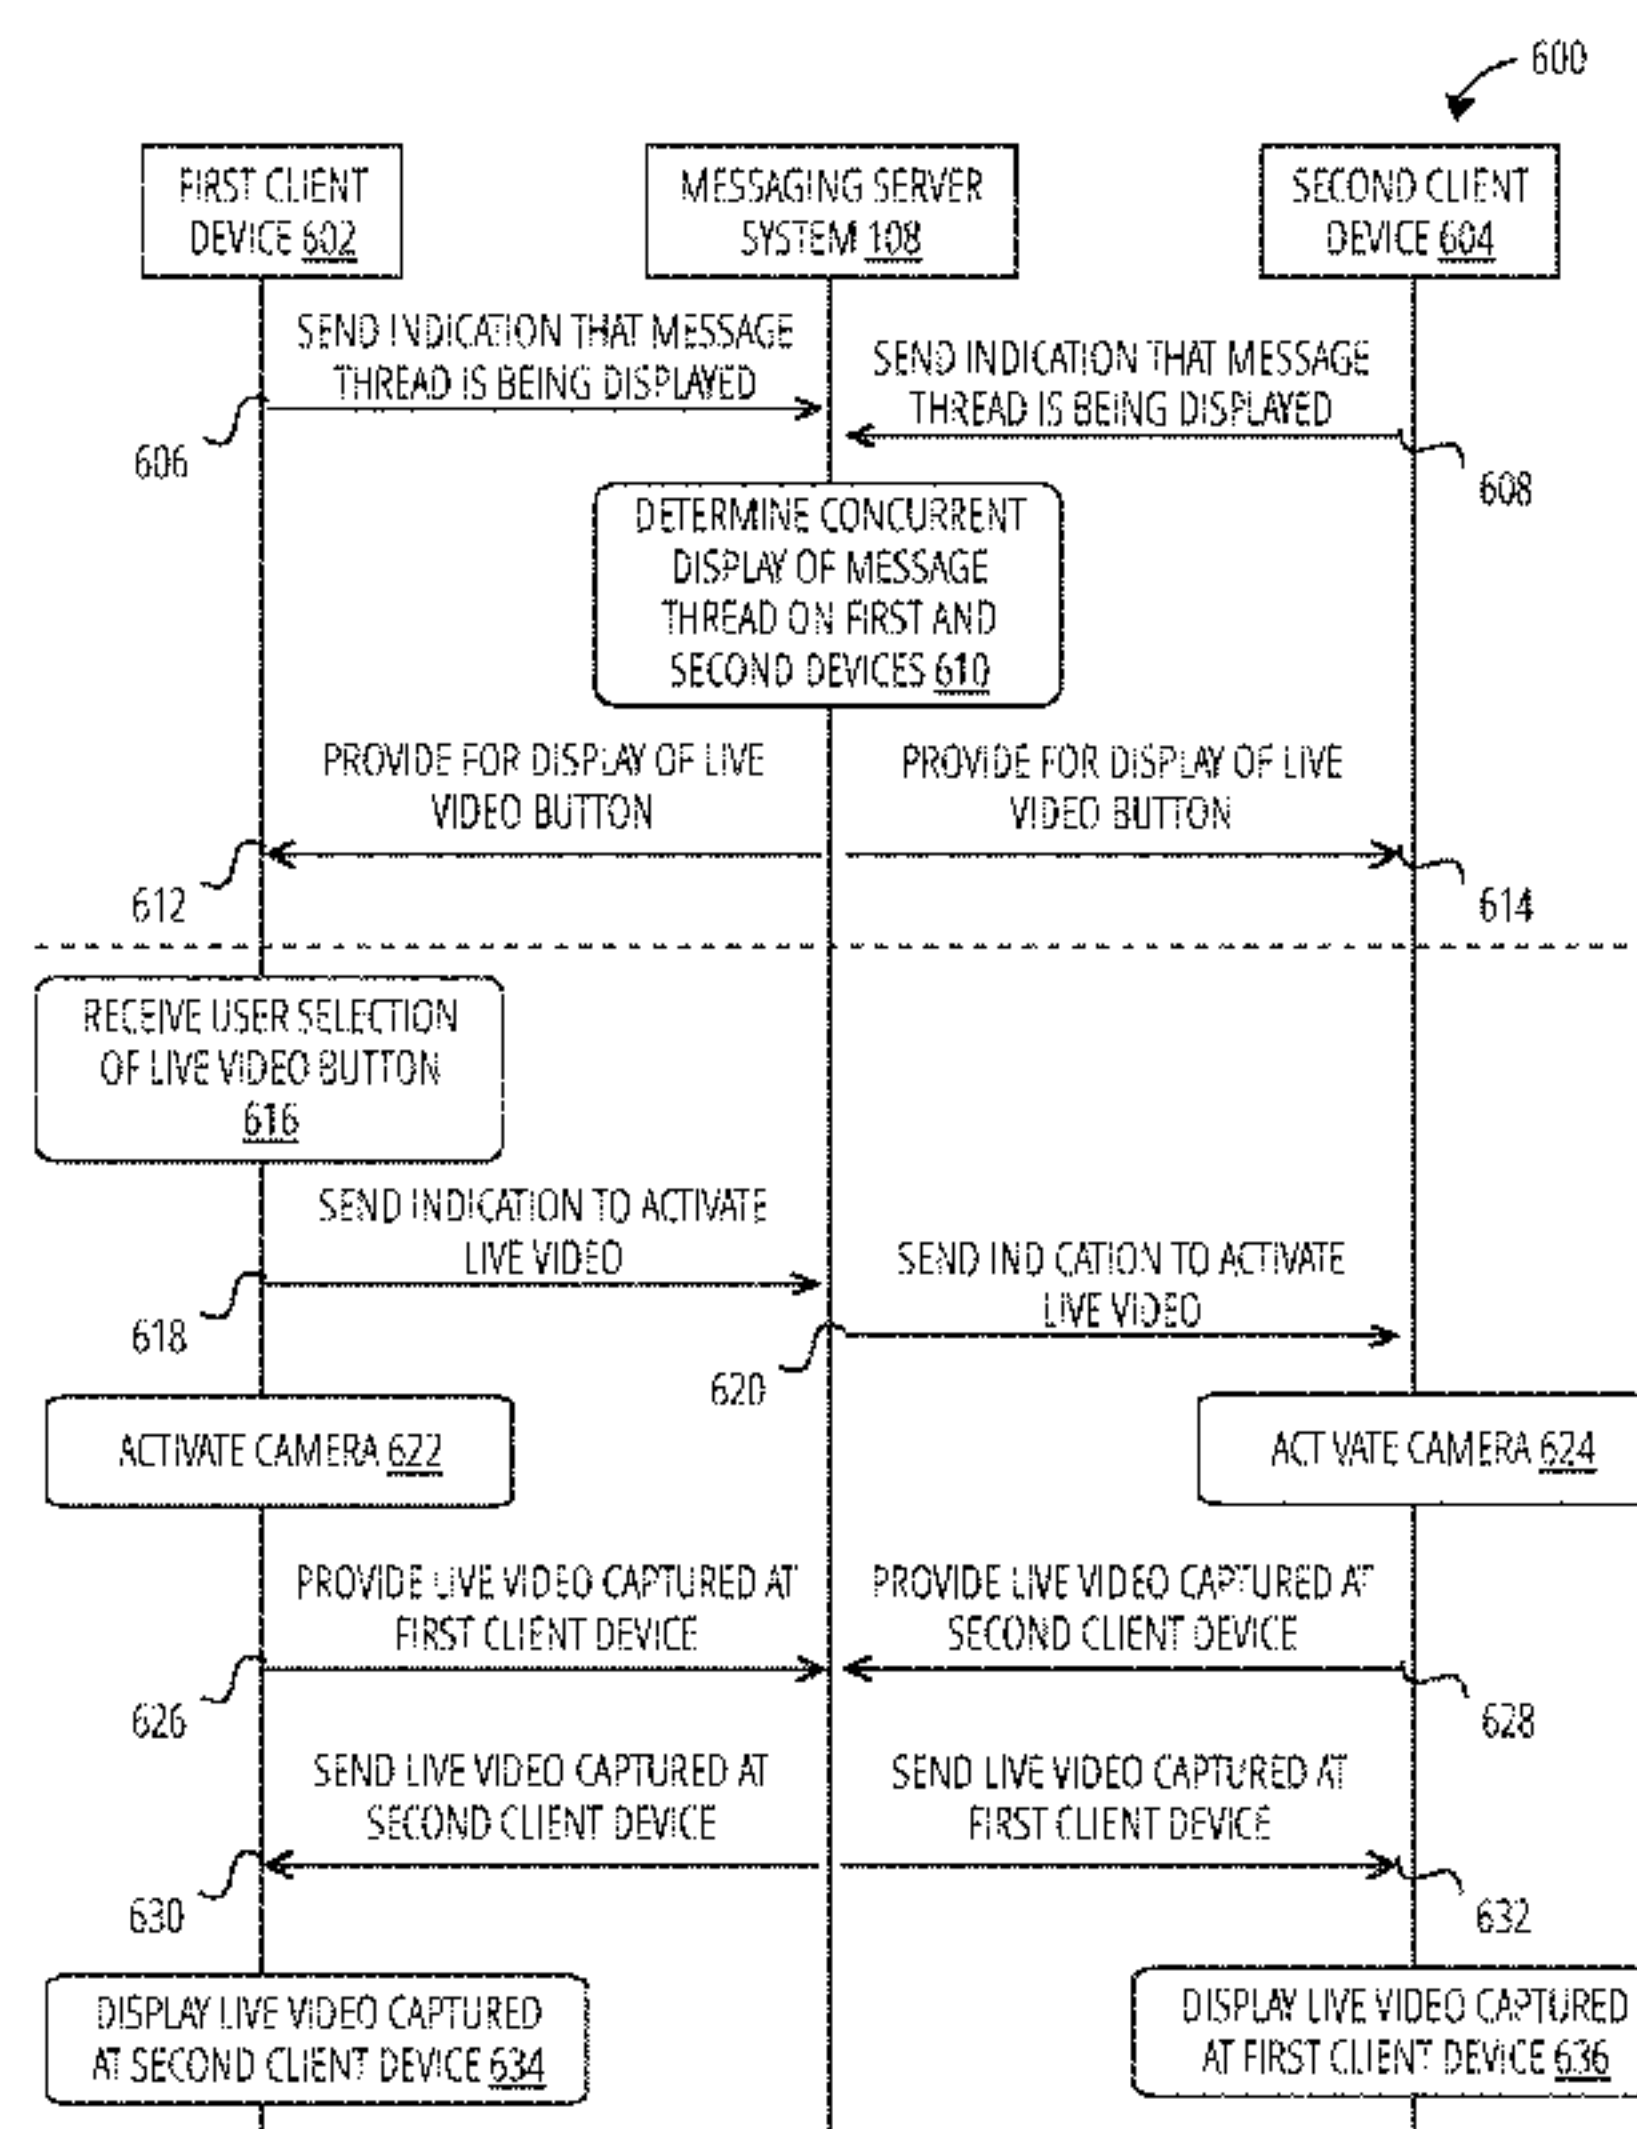 600
FIRST CLIENT
DEVICE 602
MESSAGING SERVER
SYSTEM 108
SECOND CLIENT
DEVICE 604
SEND INDICATION THAT MESSAGE
THREAD IS BEING DISPLAYED
606
SEND INDICATION THAT MESSAGE
THREAD IS BEING DISPLAYED
608
DETERMINE CONCURRENT
DISPLAY OF MESSAGE
THREAD ON FIRST AND
SECOND DEVICES 610
PROVIDE FOR DISPLAY OF LIVE
VIDEO BUTTON
612
PROVIDE FOR DISPLAY OF LIVE
VIDEO BUTTON
614
RECEIVE USER SELECTION
OF LIVE VIDEO BUTTON
616
SEND INDICATION TO ACTIVATE
LIVE VIDEO
618
SEND INDICATION TO ACTIVATE
LIVE VIDEO
620
ACTIVATE CAMERA 622
ACTIVATE CAMERA 624
PROVIDE LIVE VIDEO CAPTURED AT
FIRST CLIENT DEVICE
626
PROVIDE LIVE VIDEO CAPTURED AT
SECOND CLIENT DEVICE
628
SEND LIVE VIDEO CAPTURED AT
SECOND CLIENT DEVICE
630
SEND LIVE VIDEO CAPTURED AT
FIRST CLIENT DEVICE
632
DISPLAY LIVE VIDEO CAPTURED
AT SECOND CLIENT DEVICE 634
DISPLAY LIVE VIDEO CAPTURED
AT FIRST CLIENT DEVICE 636